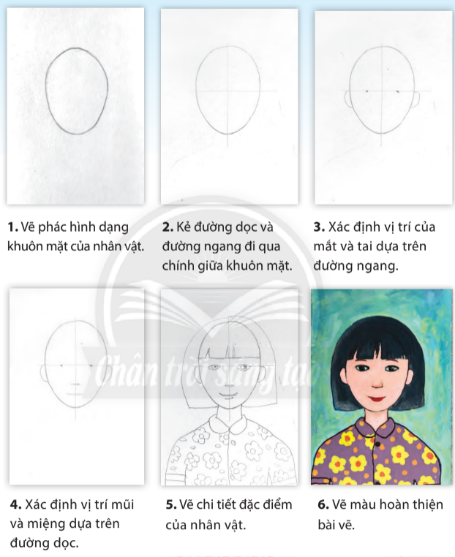 1. Vẽ phác hình dạng
khuôn mặt của nhân vật.
2. Kẻ đường dọc và
đường ngang đi qua
chính giữa khuôn mặt.
3. Xác định vị trí của
mắt và tai dựa trên
đường ngang.
Chân trời sáng tạo
4. Xác định vị trí mũi
và miệng dựa trên
đường dọc.
5. Vẽ chi tiết đặc điểm
của nhân vật.
6. Vẽ màu hoàn thiện
bài vẽ.